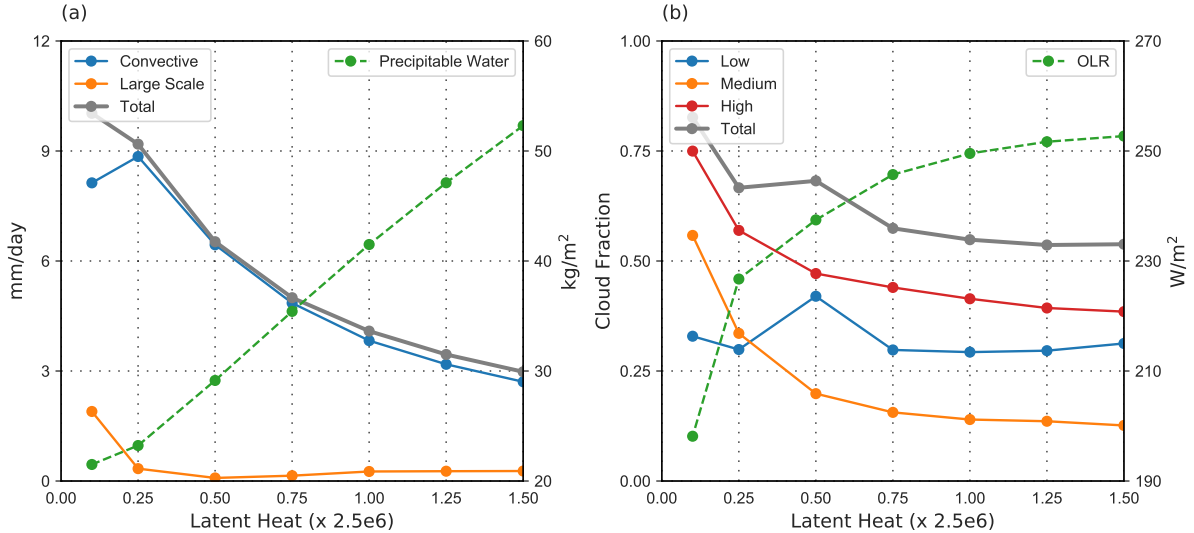 (a)
12
9
6
3
0
mm/day
Convective
Large Scale
Total
Precipitable Water
60
50
40
30
20
kg/m²
0.00 0.25 0.50 0.75 1.00 1.25 1.50
Latent Heat (x 2.5e6)
(b)
1.00
0.75
0.50
0.25
0.00
Cloud Fraction
Low
Medium
High
Total
OLR
270
250
230
210
190
W/m²
0.00 0.25 0.50 0.75 1.00 1.25 1.50
Latent Heat (x 2.5e6)